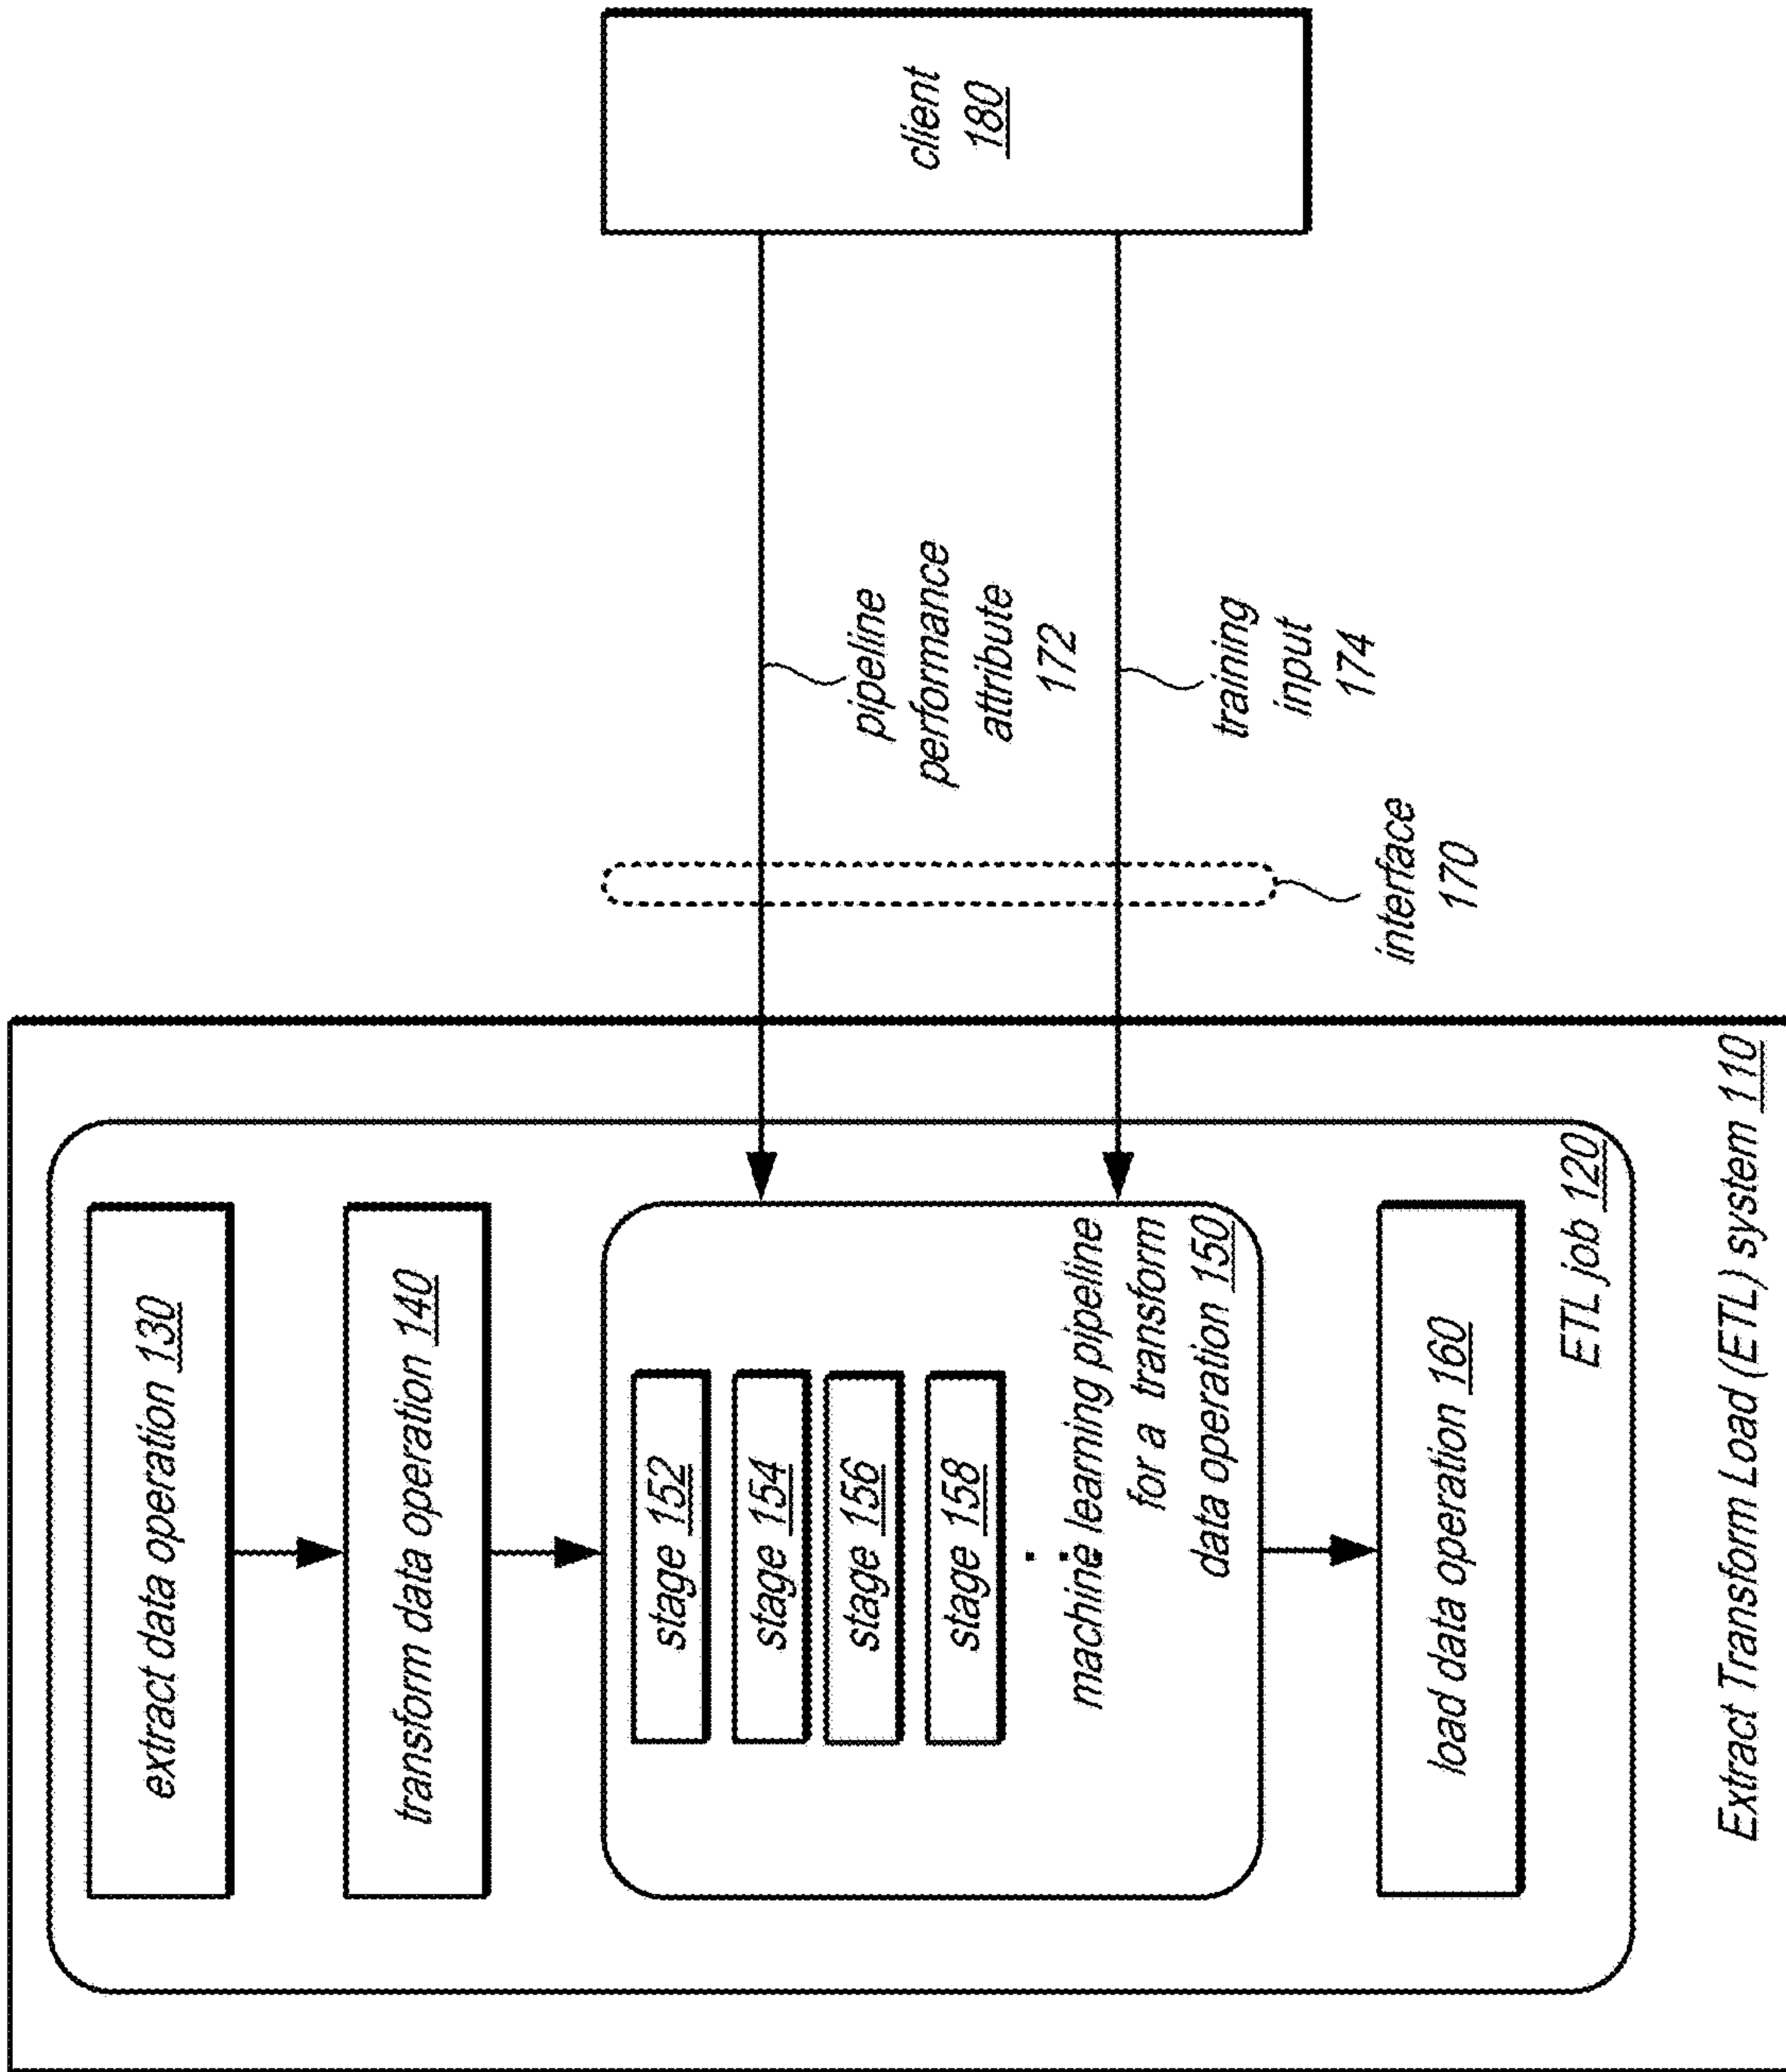 extract data operation 130
transform data operation 140
stage 152
stage 154
stage 156
stage 158
machine learning pipeline
for a transform
data operation 150
load data operation 160
ETL job 120
Extract Transform Load (ETL) system 110
pipeline
performance
attribute
172
training
input
174
interface
170
client
180